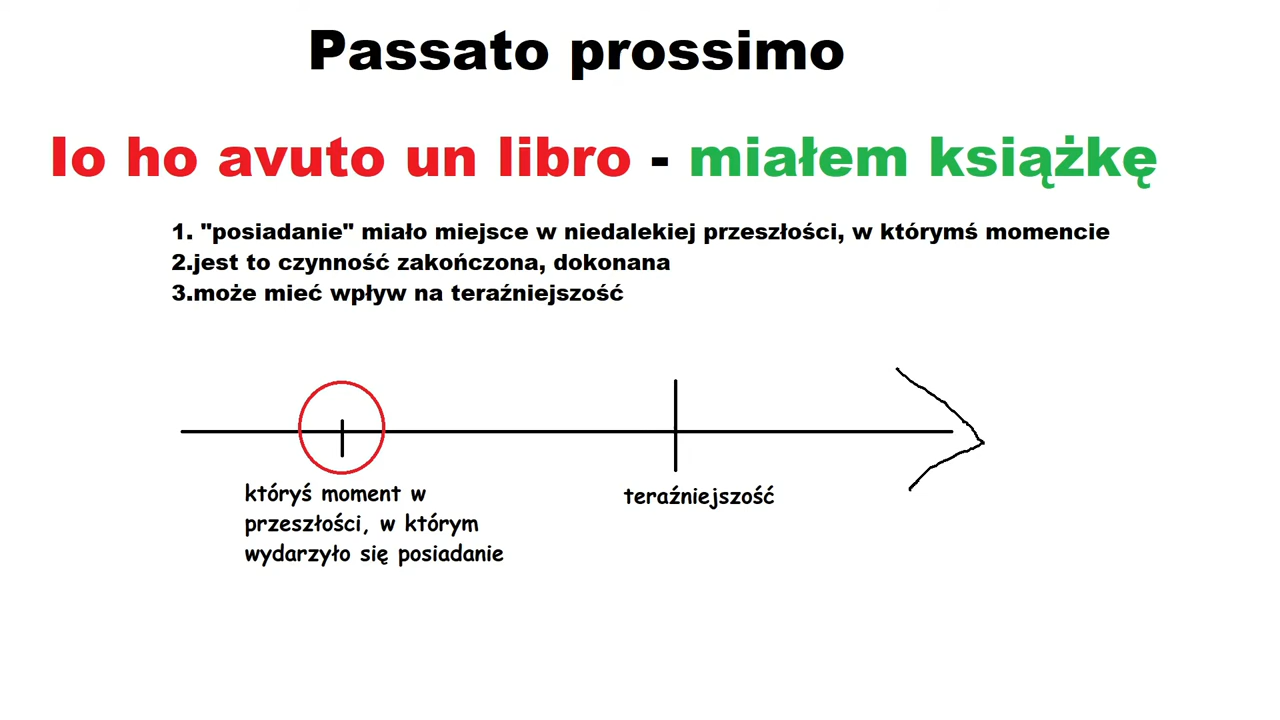 Passato prossimo
Io ho avuto un libro - miałem książkę
1. "posiadanie" miało miejsce w niedalekiej przeszłości, w którymś momencie
2.jest to czynność zakończona, dokonana
3.może mieć wpływ na teraźniejszość
któryś moment w
przeszłości, w którym
wydarzyło się posiadanie
teraźniejszość